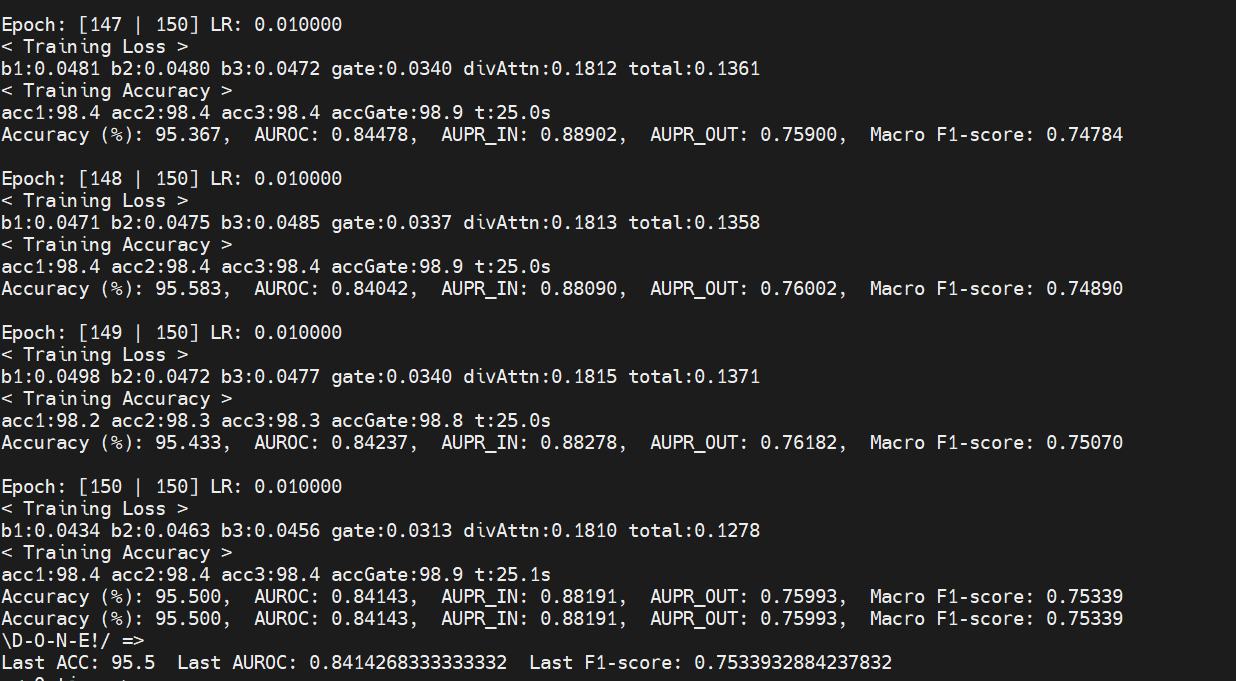 Epoch: [147 | 150] LR: 0.010000
< Training Loss >
b1:0.0481 b2:0.0480 b3:0.0472 gate:0.0340 divAttn:0.1812 total:0.1361
< Training Accuracy >
acc1:98.4 acc2:98.4 acc3:98.4 accGate:98.9 t:25.0s
Accuracy (%): 95.367,  AUROC: 0.84478,  AUPR_IN: 0.88902,  AUPR_OUT: 0.75900,  Macro F1-score: 0.74784
Epoch: [148 | 150] LR: 0.010000
< Training Loss >
b1:0.0471 b2:0.0475 b3:0.0485 gate:0.0337 divAttn:0.1813 total:0.1358
< Training Accuracy >
acc1:98.4 acc2:98.4 acc3:98.4 accGate:98.9 t:25.0s
Accuracy (%): 95.583,  AUROC: 0.84042,  AUPR_IN: 0.88090,  AUPR_OUT: 0.76002,  Macro F1-score: 0.74890
Epoch: [149 | 150] LR: 0.010000
< Training Loss >
b1:0.0498 b2:0.0472 b3:0.0477 gate:0.0340 divAttn:0.1815 total:0.1371
< Training Accuracy >
acc1:98.2 acc2:98.3 acc3:98.3 accGate:98.8 t:25.0s
Accuracy (%): 95.433,  AUROC: 0.84237,  AUPR_IN: 0.88278,  AUPR_OUT: 0.76182,  Macro F1-score: 0.75070
Epoch: [150 | 150] LR: 0.010000
< Training Loss >
b1:0.0434 b2:0.0463 b3:0.0456 gate:0.0313 divAttn:0.1810 total:0.1278
< Training Accuracy >
acc1:98.4 acc2:98.4 acc3:98.4 accGate:98.9 t:25.1s
Accuracy (%): 95.500,  AUROC: 0.84143,  AUPR_IN: 0.88191,  AUPR_OUT: 0.75993,  Macro F1-score: 0.75339
Accuracy (%): 95.500,  AUROC: 0.84143,  AUPR_IN: 0.88191,  AUPR_OUT: 0.75993,  Macro F1-score: 0.75339
\D-O-N-E!/ =>
Last ACC: 95.5  Last AUROC: 0.8414268333333332  Last F1-score: 0.7533932884237832